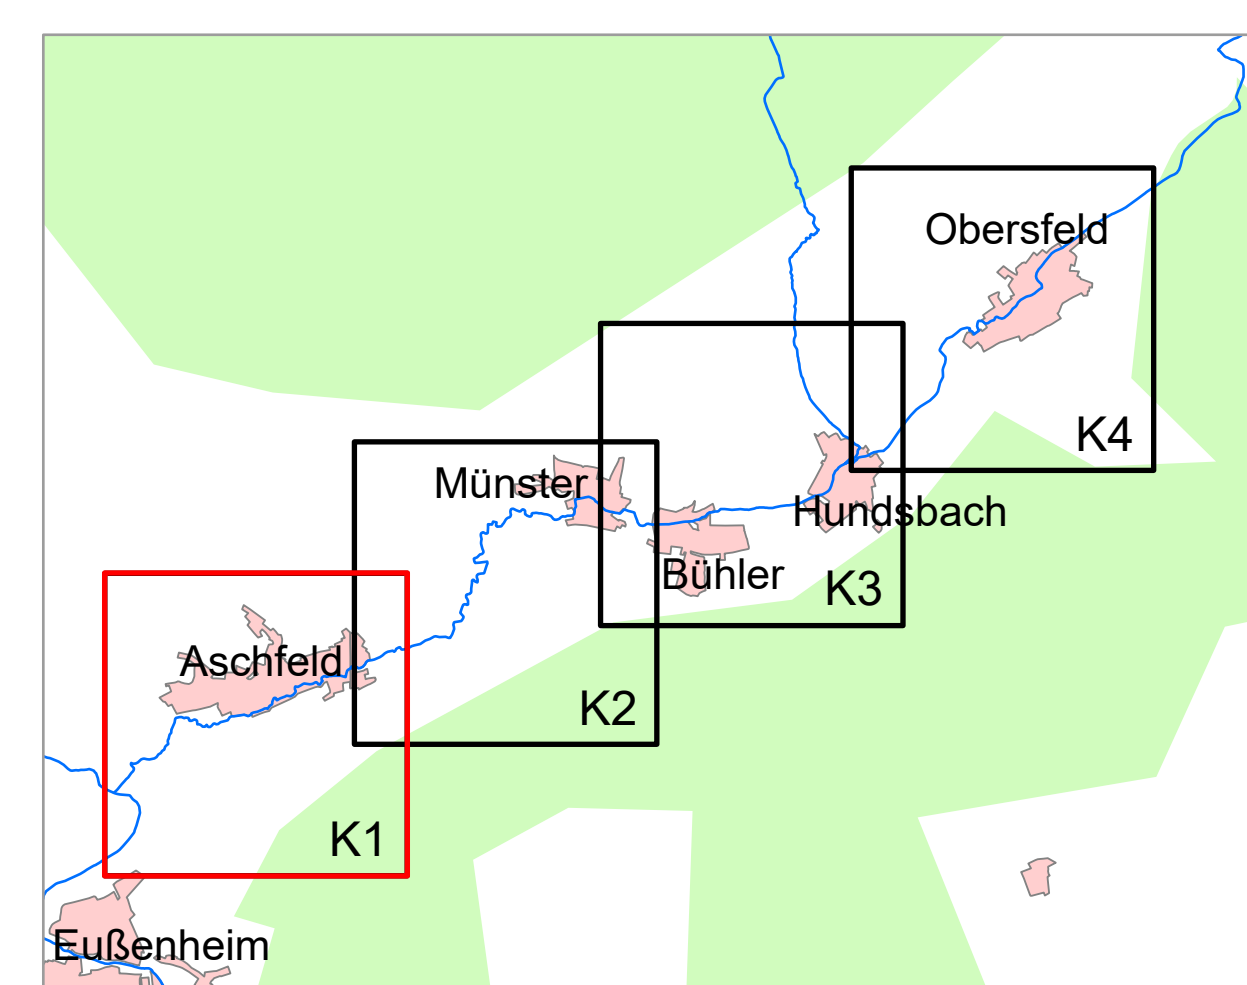 Obersfeld
K4
Münster
Hundsbach
Bühler
K3
Aschfeld
K2
K1
Eußenheim